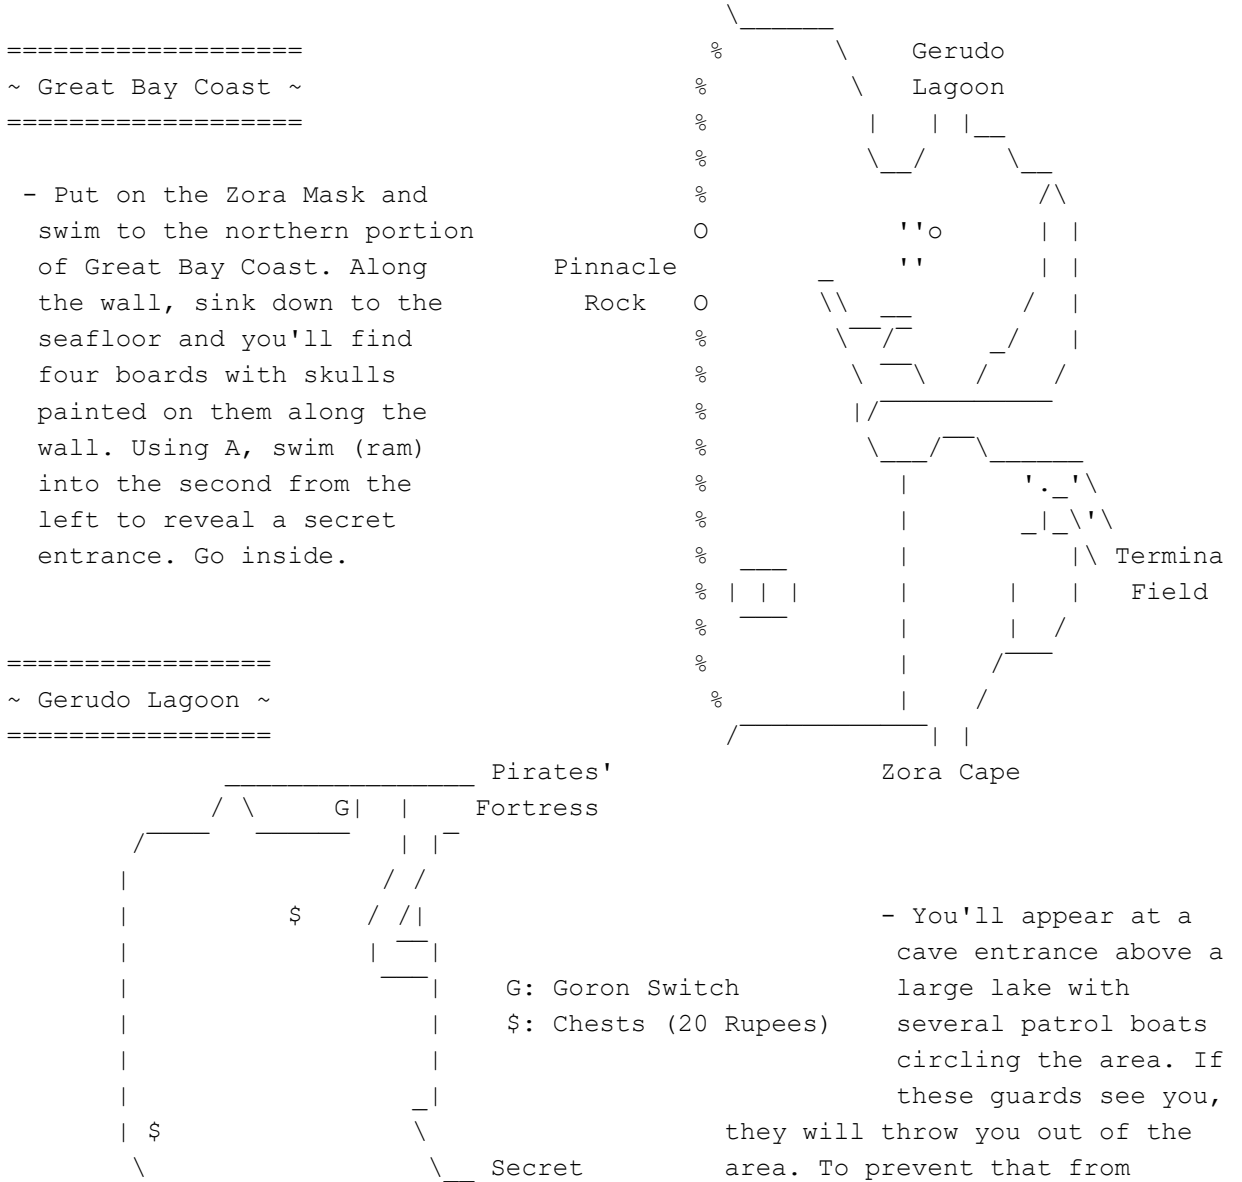 ===================
~ Great Bay Coast ~
===================
Gerudo
Lagoon
- Put on the Zora Mask and
swim to the northern portion
of Great Bay Coast. Along
the wall, sink down to the
seafloor and you'll find
four boards with skulls
painted on them along the
wall. Using A, swim (ram)
into the second from the
left to reveal a secret
entrance. Go inside.
Pinnacle
Rock
Termina
Field
Zora Cape
=================
~ Gerudo Lagoon ~
=================
Pirates'
Fortress
G
$
G: Goron Switch
$: Chests (20 Rupees)
$
Secret
- You'll appear at a
cave entrance above a
large lake with
several patrol boats
circling the area. If
these guards see you,
they will throw you out of the
area. To prevent that from